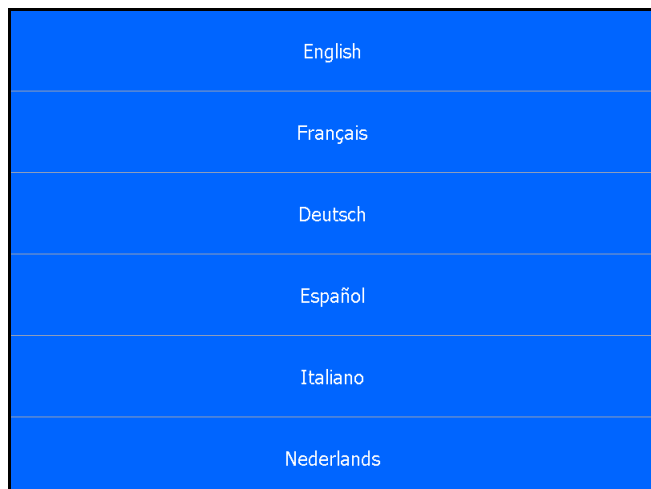 English
Français
Deutsch
Español
Italiano
Nederlands